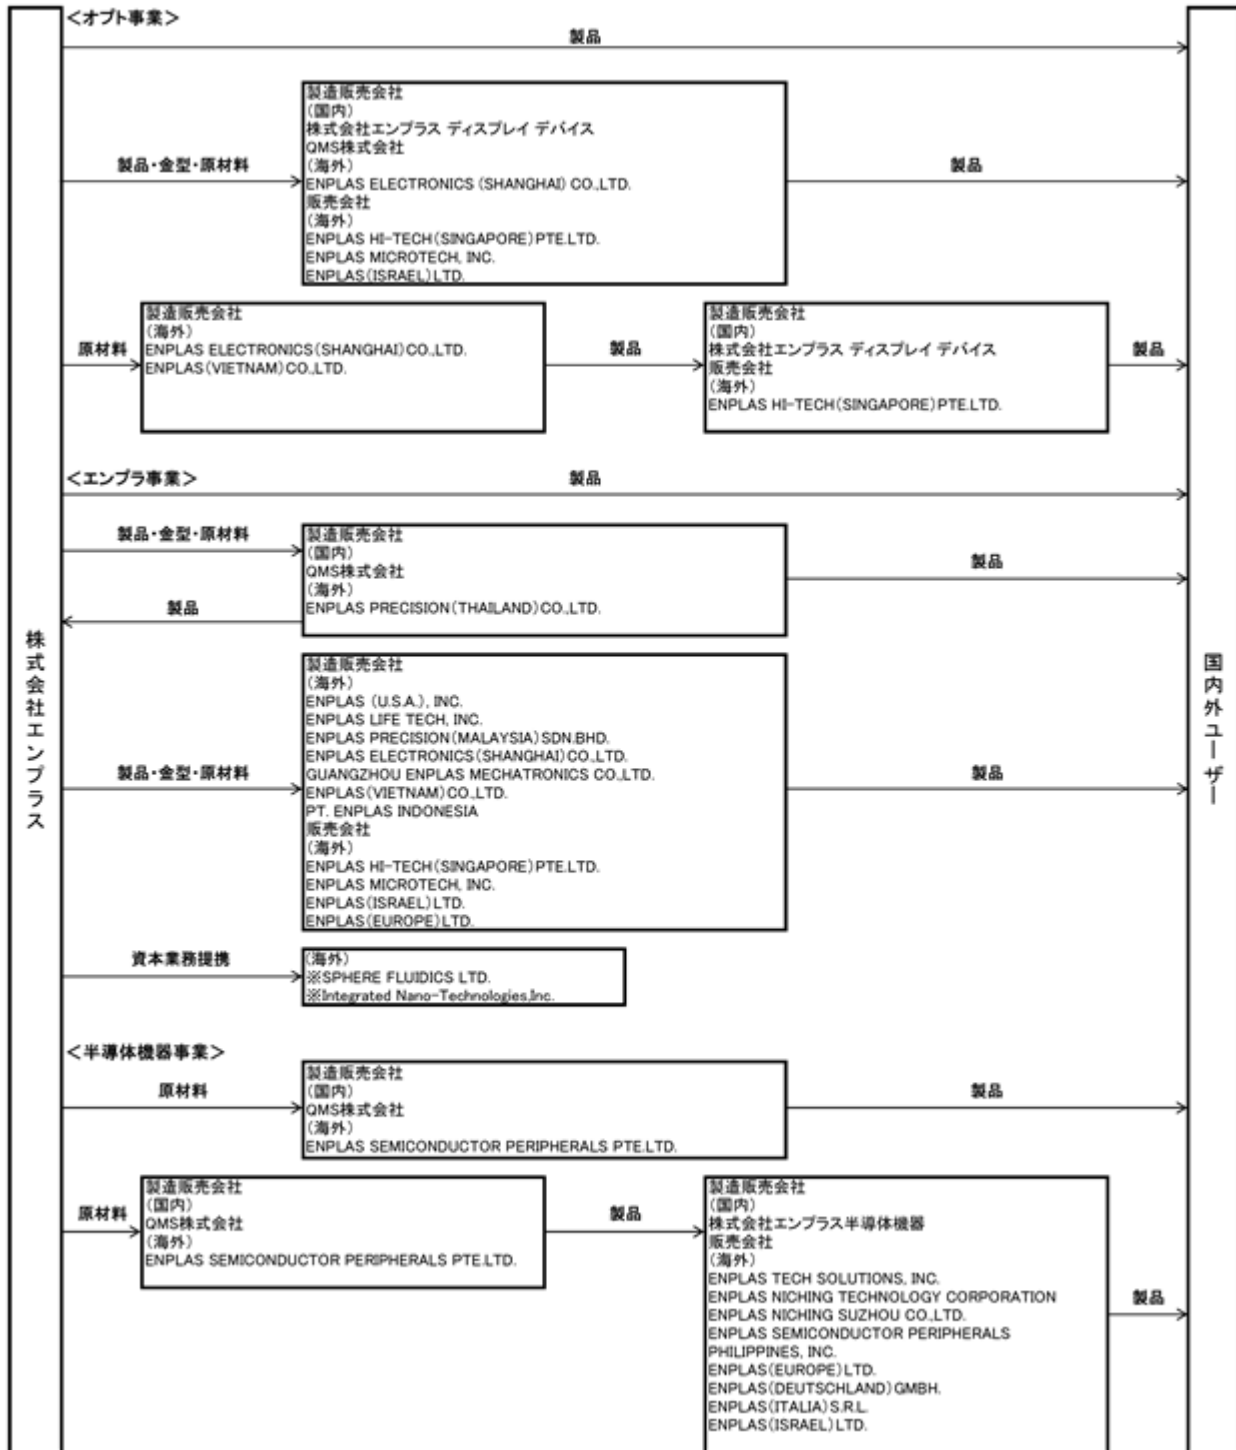 <オプト事業>
製品
製造販売会社
(国内)
株式会社エンプラス ディスプレイ デバイス
QMS株式会社
(海外)
ENPLAS ELECTRONICS (SHANGHAI) CO.,LTD.
販売会社
(海外)
ENPLAS HI-TECH(SINGAPORE)PTE.LTD.
ENPLAS MICROTECH, INC.
ENPLAS(ISRAEL)LTD.
製品・金型・原材料
製品
原材料
製造販売会社
(海外)
ENPLAS ELECTRONICS(SHANGHAI)CO.,LTD.
ENPLAS(VIETNAM)CO.,LTD.
製品
製造販売会社
(国内)
株式会社エンプラス ディスプレイ デバイス
販売会社
(海外)
ENPLAS HI-TECH(SINGAPORE)PTE.LTD.
製品
<エンプラ事業>
製品
製品・金型・原材料
製造販売会社
(国内)
QMS株式会社
(海外)
ENPLAS PRECISION(THAILAND)CO.,LTD.
製品
製品
株式会社エンプラス
国内外ユーザー
製造販売会社
(海外)
ENPLAS (U.S.A.), INC.
ENPLAS LIFE TECH, INC.
ENPLAS PRECISION(MALAYSIA)SDN.BHD.
ENPLAS ELECTRONICS(SHANGHAI)CO.,LTD.
GUANGZHOU ENPLAS MECHATRONICS CO.,LTD.
ENPLAS(VIETNAM)CO.,LTD.
PT. ENPLAS INDONESIA
販売会社
(海外)
ENPLAS HI-TECH(SINGAPORE)PTE.LTD.
ENPLAS MICROTECH, INC.
ENPLAS(ISRAEL)LTD.
ENPLAS(EUROPE)LTD.
製品・金型・原材料
製品
資本業務提携
(海外)
※SPHERE FLUIDICS LTD.
※Integrated Nano-Technologies,Inc.
<半導体機器事業>
原材料
製造販売会社
(国内)
QMS株式会社
(海外)
ENPLAS SEMICONDUCTOR PERIPHERALS PTE.LTD.
製品
原材料
製造販売会社
(国内)
QMS株式会社
(海外)
ENPLAS SEMICONDUCTOR PERIPHERALS PTE.LTD.
製品
製造販売会社
(国内)
株式会社エンプラス半導体機器
販売会社
(海外)
ENPLAS TECH SOLUTIONS, INC.
ENPLAS NICHING TECHNOLOGY CORPORATION
ENPLAS NICHING SUZHOU CO.,LTD.
ENPLAS SEMICONDUCTOR PERIPHERALS
PHILIPPINES, INC.
ENPLAS(EUROPE)LTD.
ENPLAS(DEUTSCHLAND)GMBH.
ENPLAS(ITALIA)S.R.L.
ENPLAS(ISRAEL)LTD.
製品